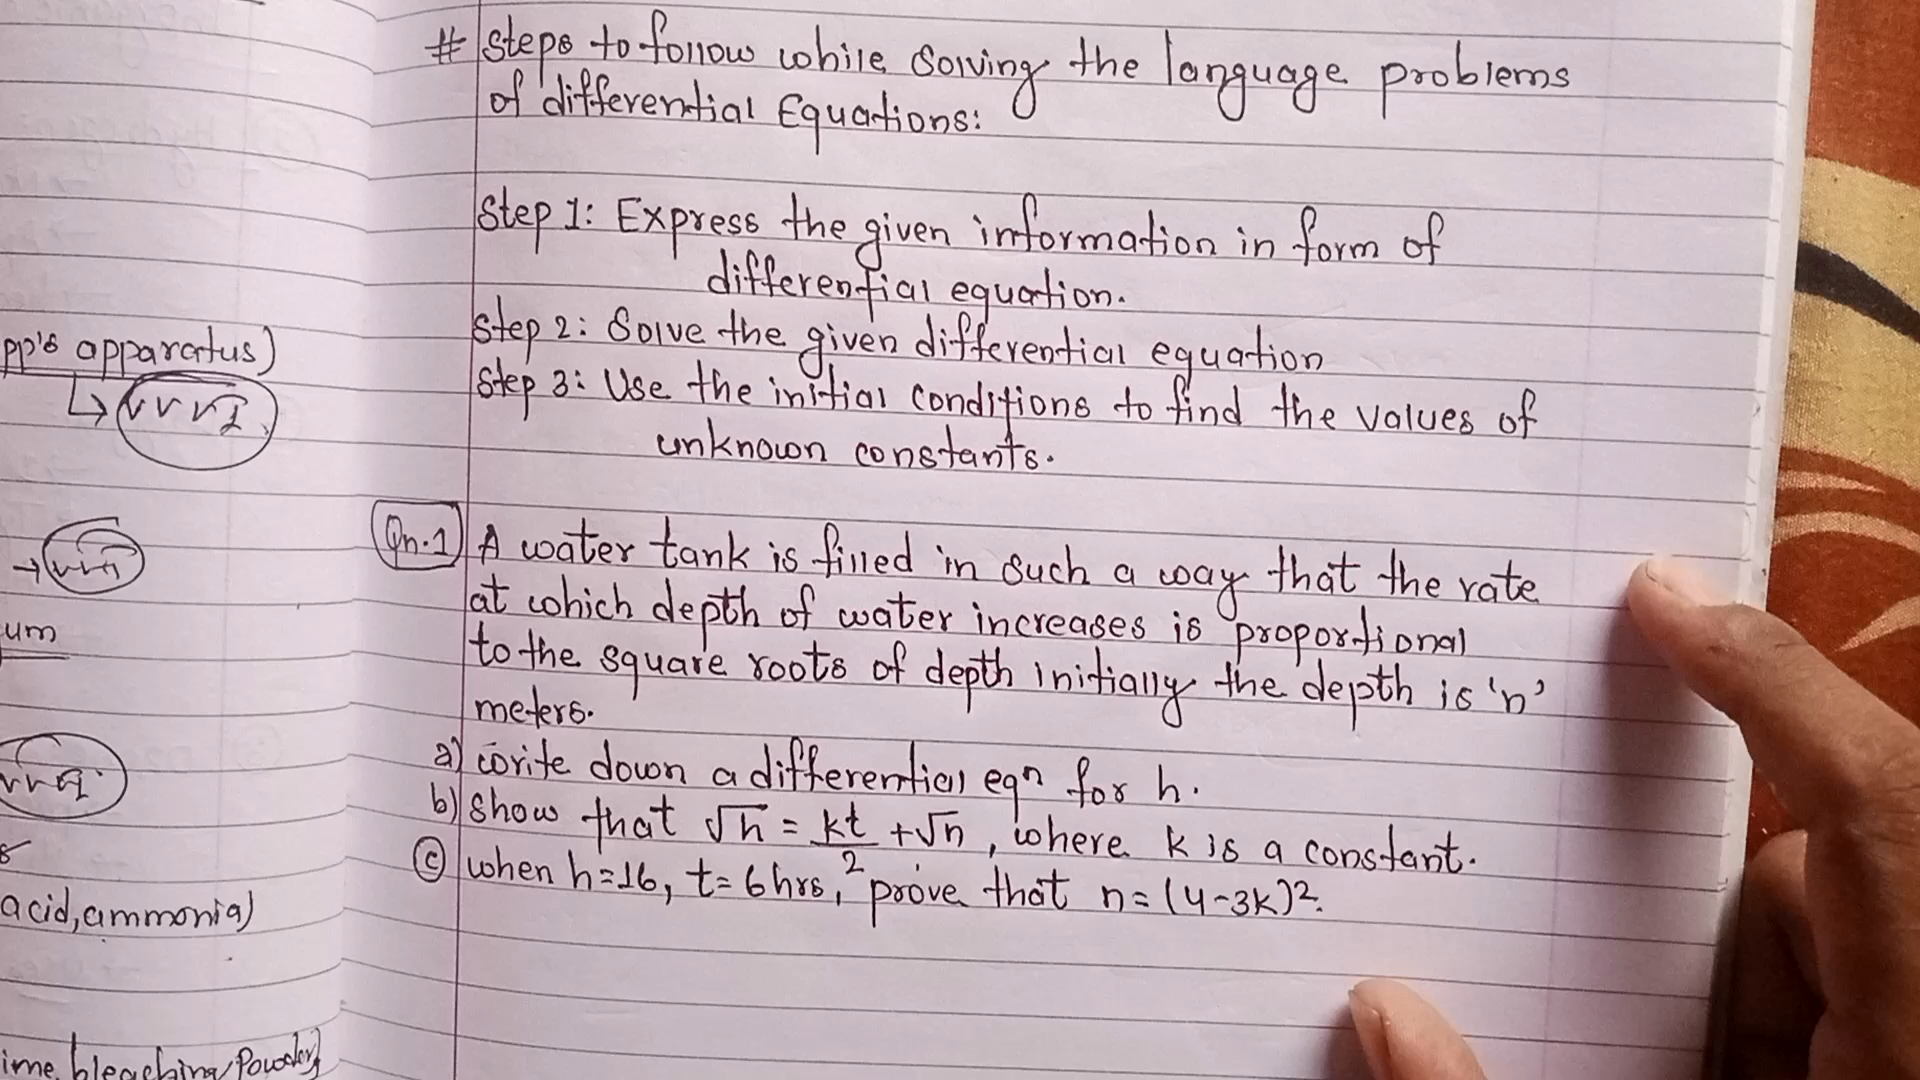 # Steps to follow while solving the language problems
of differential Equations:
Step 1: Express the given information in form of
differential equation.
Step 2: Solve the given differential equation
Step 3: Use the initial conditions to find the values of
unknown constants.
pp's apparatus)
Qn.1 A water tank is filled in such a way that the rate
at which depth of water increases is proportional
to the square roots of depth initially the depth is 'n'
meters.
a) write down a differential eqⁿ for h.
b) Show that √h = kt/2 + √n, where k is a constant.
c) when h=16, t=6hrs, prove that n=(4-3k)².
um
acid,ammonia)
ime, bleaching Powder)